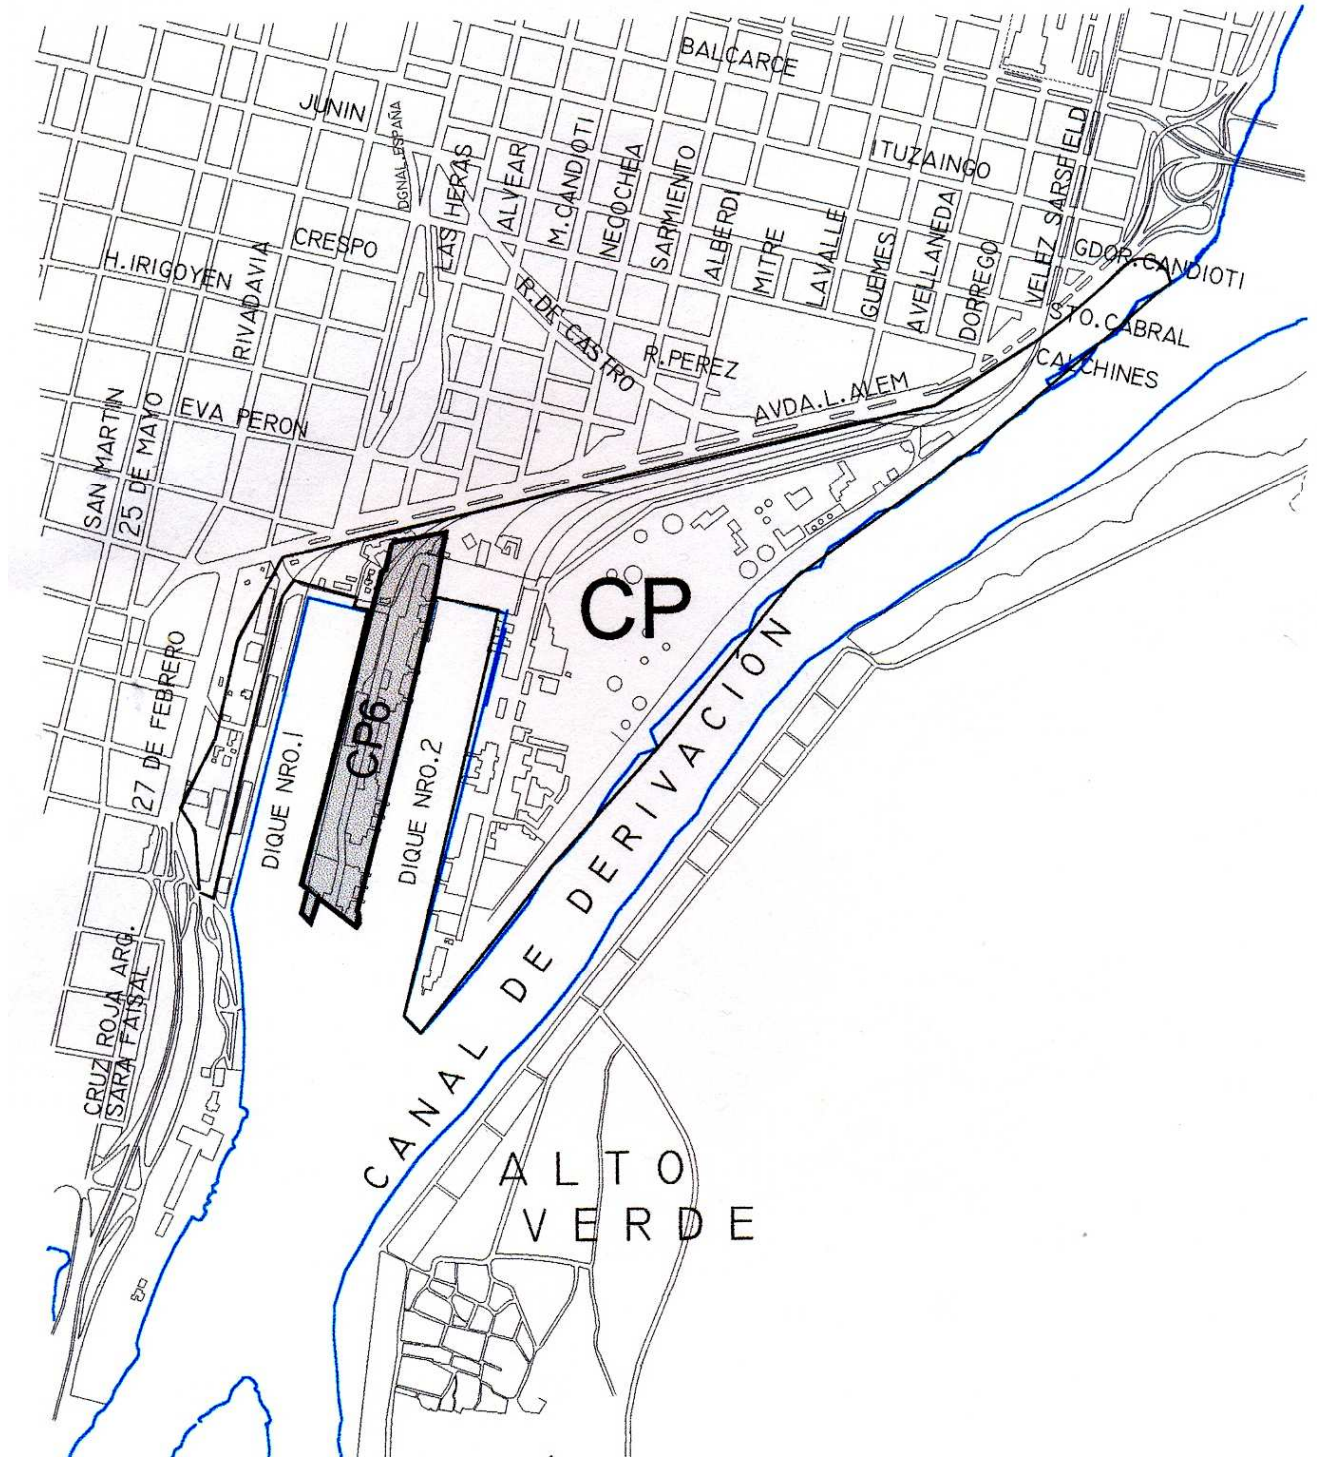 BALCARCE
JUNIN
DGNAL.ESPAÑA
LAS HERAS
ALVEAR
M.CANDIOTI
NECOCHEA
SARMIENTO
ALBERDI
MITRE
LAVALLE
GUEMES
AVELLANEDA
DORREGO
VELEZ SARSFIELD
ITUZAINGO
CRESPO
H.IRIGOYEN
RIVADAVIA
GDOR.CANDIOTI
STO.CABRAL
CALCHINES
R.DE CASTRO
R.PEREZ
AVDA.L.ALEM
EVA PERON
SAN MARTIN
25 DE MAYO
27 DE FEBRERO
CP
CP6
DIQUE NRO.1
DIQUE NRO.2
CANAL DE DERIVACIÓN
CRUZ ROJA ARG.
SARA FAISAL
ALTO
VERDE